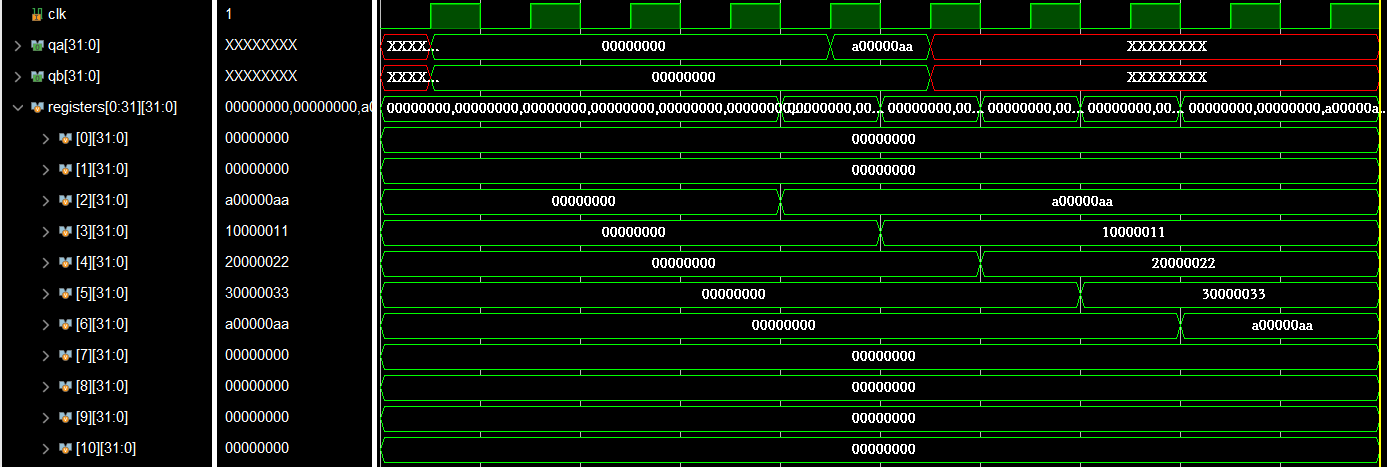 clk 1
qa[31:0] XXXXXXXX XXXX... 00000000 a00000aa XXXXXXXX
qb[31:0] XXXXXXXX XXXX... 00000000 XXXXXXXX
registers[0:31][31:0] 00000000,00000000,a0 00000000,00000000,00000000,00000000,00000000,00000000,00... 00000000,00... 00000000,00... 00000000,00... 00000000,00000000,a00000a...
[0][31:0] 00000000 00000000
[1][31:0] 00000000 00000000
[2][31:0] a00000aa 00000000 a00000aa
[3][31:0] 10000011 00000000 10000011
[4][31:0] 20000022 00000000 20000022
[5][31:0] 30000033 00000000 30000033
[6][31:0] a00000aa 00000000 a00000aa
[7][31:0] 00000000 00000000
[8][31:0] 00000000 00000000
[9][31:0] 00000000 00000000
[10][31:0] 00000000 00000000